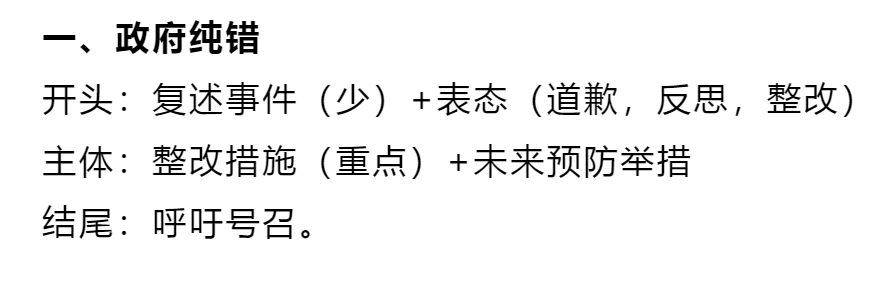 一、政府纯错
开头：复述事件（少）+表态（道歉，反思，整改）
主体：整改措施（重点）+未来预防举措
结尾：呼吁号召。